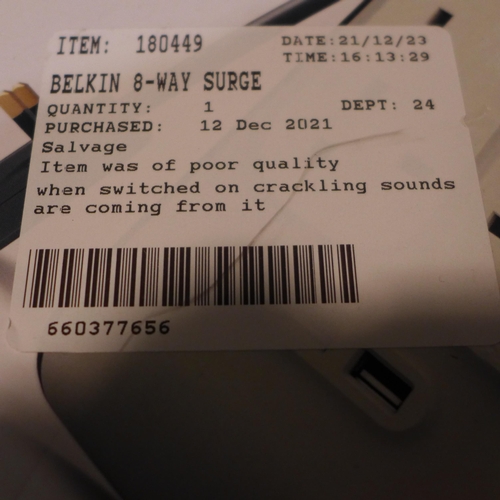 ITEM: 180449
DATE:21/12/23
TIME:16:13:29
BELKIN 8-WAY SURGE
QUANTITY: 1 DEPT: 24
PURCHASED: 12 Dec 2021
Salvage
Item was of poor quality
when switched on crackling sounds
are coming from it
660377656